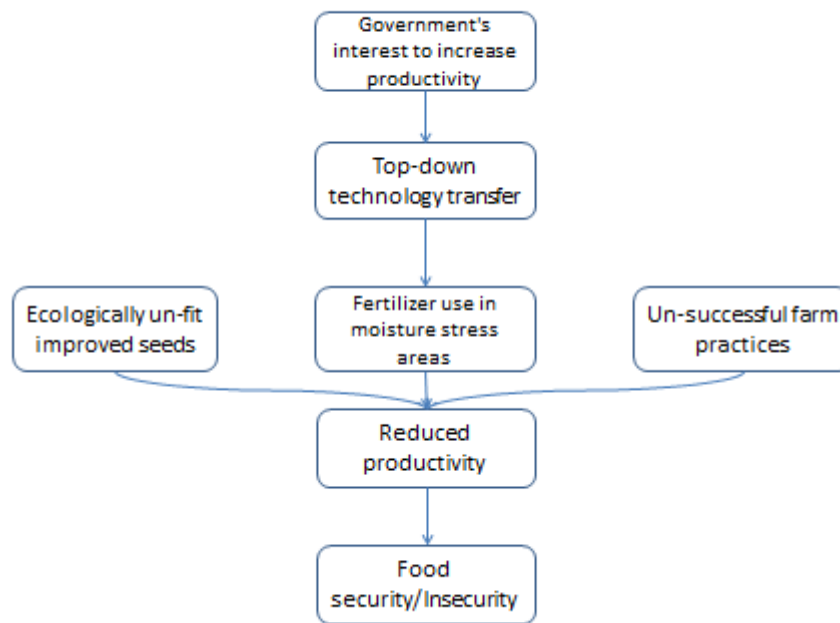 Government's
interest to increase
productivity
Top-down
technology transfer
Ecologically un-fit
improved seeds
Fertilizer use in
moisture stress
areas
Un-successful farm
practices
Reduced
productivity
Food
security/Insecurity